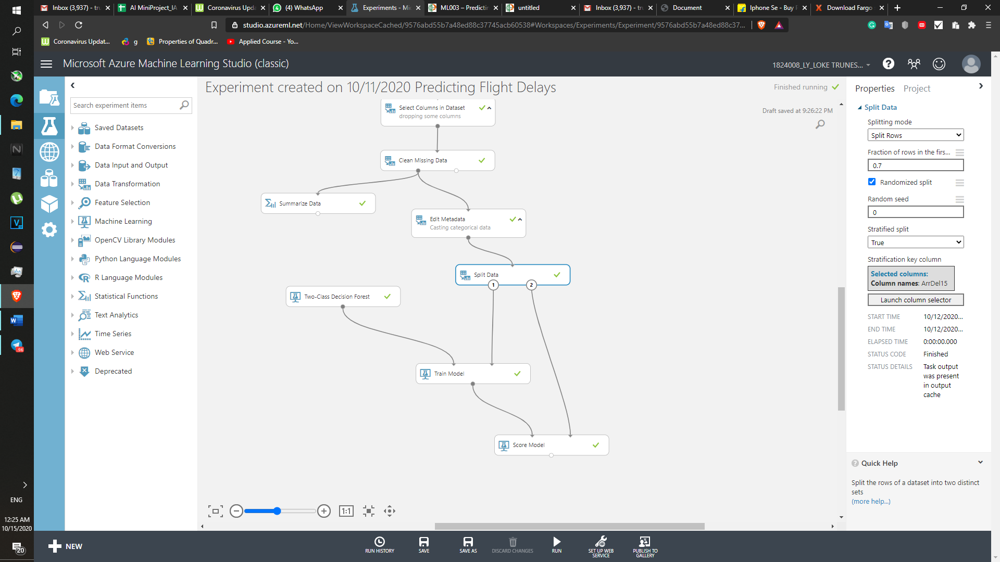 Inbox (3,937) - tru
AI MiniProject_IA
Coronavirus Upda
(4) WhatsApp
Experiments - Mic
ML003 – Predictin
untitled
Inbox (3,937) - tru
Document
Iphone Se - Buy P
Download Fargo
studio.azureml.net/Home/ViewWorkspaceCached/9576abd55b7a48ed88c37745acb60538#Workspaces/Experiments/Experiment/9576abd55b7a48ed88c37...
Coronavirus Updat...
g
Properties of Quadr...
Applied Course - Yo...
Microsoft Azure Machine Learning Studio (classic)
1824008_LY_LOKE TRUNES...
Experiment created on 10/11/2020 Predicting Flight Delays
Finished running
Draft saved at 9:26:22 PM
Search experiment items
Saved Datasets
Data Format Conversions
Data Input and Output
Data Transformation
Feature Selection
Machine Learning
OpenCV Library Modules
Python Language Modules
R Language Modules
Statistical Functions
Text Analytics
Time Series
Web Service
Deprecated
Select Columns in Dataset
dropping some columns
Clean Missing Data
Summarize Data
Edit Metadata
Casting categorical data
Split Data
1
2
Two-Class Decision Forest
Train Model
Score Model
1:1
Properties
Project
Split Data
Splitting mode
Split Rows
Fraction of rows in the firs...
0.7
Randomized split
Random seed
0
Stratified split
True
Stratification key column
Selected columns:
Column names: ArrDel15
Launch column selector
START TIME 10/12/2020...
END TIME 10/12/2020...
ELAPSED TIME 0:00:00.000
STATUS CODE Finished
STATUS DETAILS Task output
was present
in output
cache
Quick Help
Split the rows of a dataset into two distinct
sets
(more help...)
NEW
RUN HISTORY
SAVE
SAVE AS
DISCARD CHANGES
RUN
SET UP WEB
SERVICE
PUBLISH TO
GALLERY
96
ENG
12:25 AM
10/15/2020
20